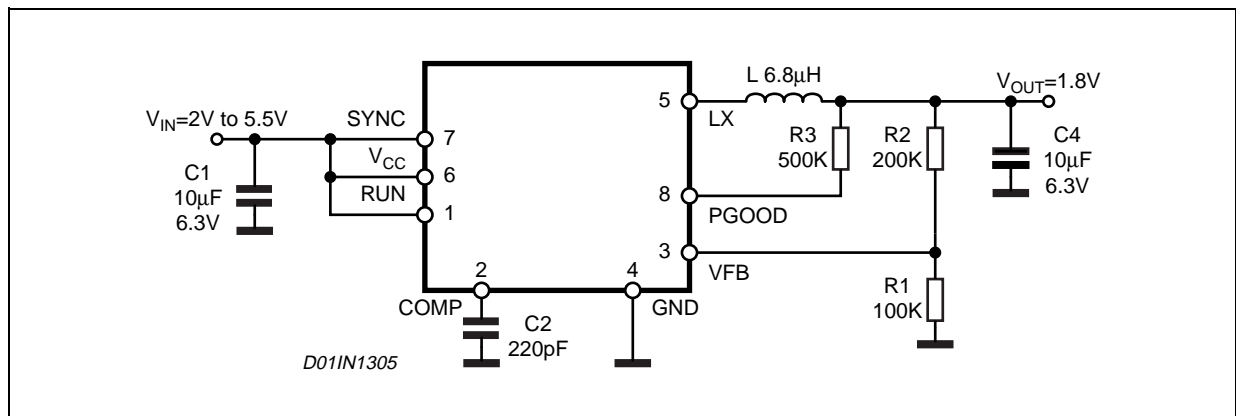 L 6.8µH
V_OUT=1.8V
5
LX
V_IN=2V to 5.5V
SYNC
7
R3
500K
R2
200K
C4
10µF
6.3V
V_CC
6
C1
10µF
6.3V
RUN
1
8
PGOOD
3
VFB
2
COMP
4
GND
R1
100K
C2
220pF
D01IN1305